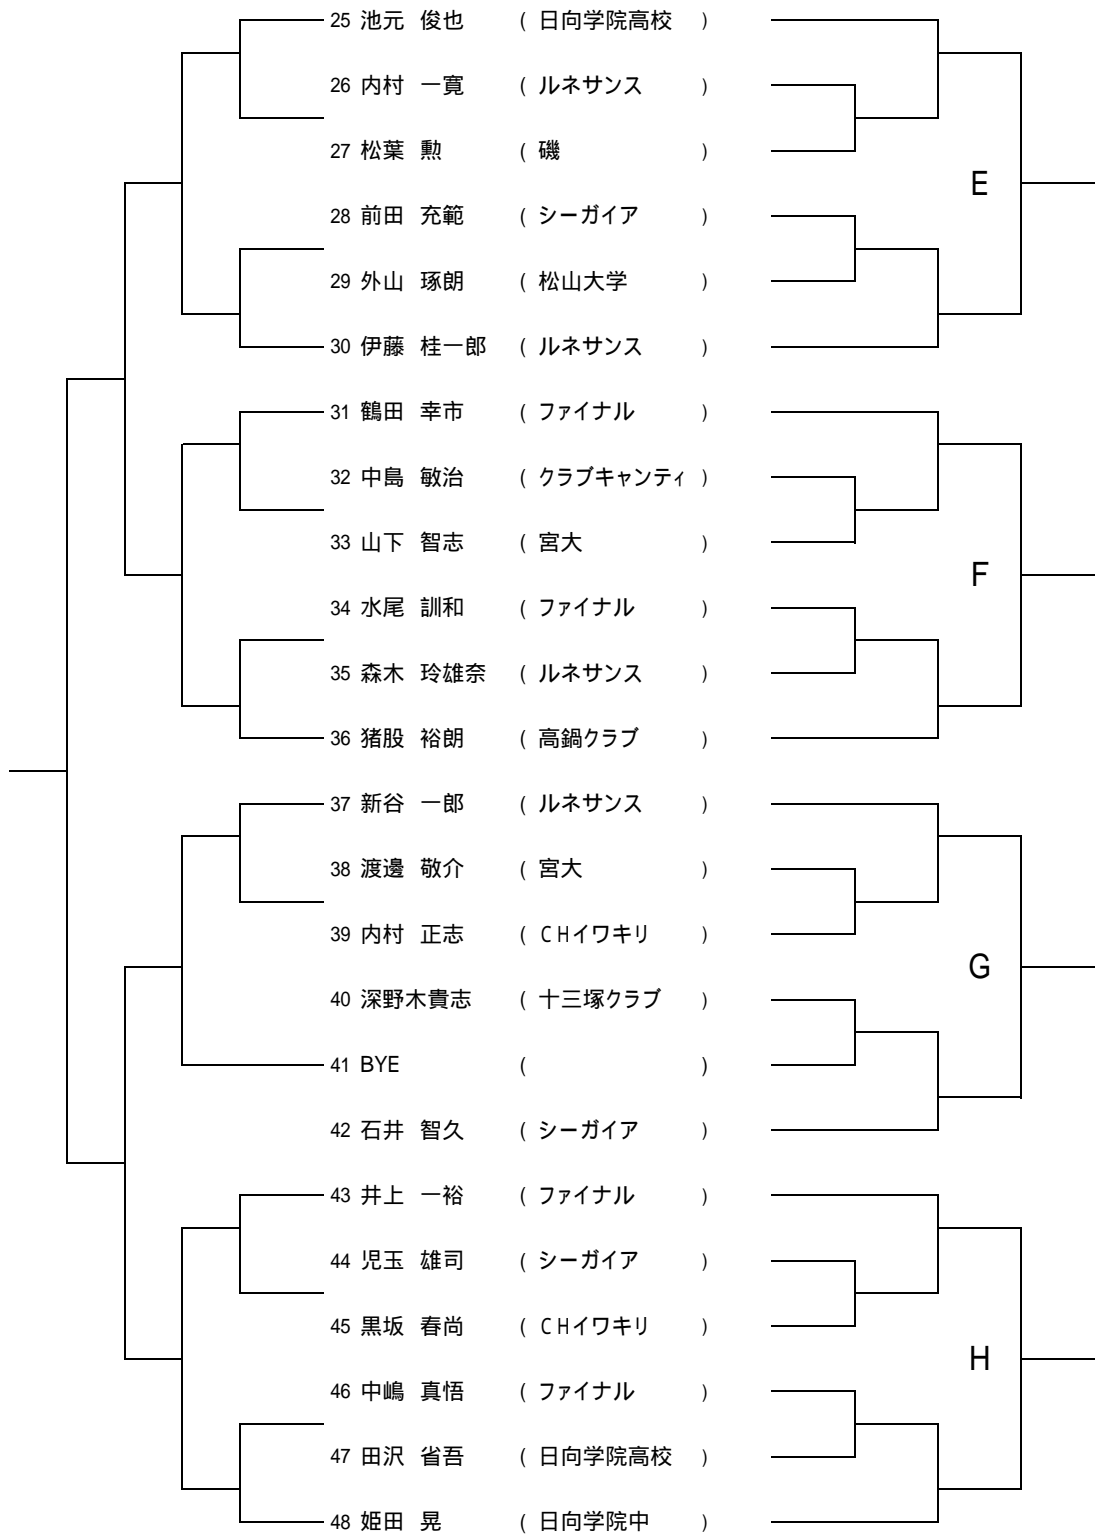 25 池元 俊也 ( 日向学院高校 )
26 内村 一寛 ( ルネサンス )
27 松葉 勲 ( 磯 )
E
28 前田 充範 ( シーガイア )
29 外山 琢朗 ( 松山大学 )
30 伊藤 桂一郎 ( ルネサンス )
31 鶴田 幸市 ( ファイナル )
32 中島 敏治 ( クラブキャンティ )
33 山下 智志 ( 宮大 )
F
34 水尾 訓和 ( ファイナル )
35 森木 玲雄奈 ( ルネサンス )
36 猪股 裕朗 ( 高鍋クラブ )
37 新谷 一郎 ( ルネサンス )
38 渡邊 敬介 ( 宮大 )
39 内村 正志 ( CHイワキリ )
G
40 深野木貴志 ( 十三塚クラブ )
41 BYE ( )
42 石井 智久 ( シーガイア )
43 井上 一裕 ( ファイナル )
44 児玉 雄司 ( シーガイア )
45 黒坂 春尚 ( CHイワキリ )
H
46 中嶋 真悟 ( ファイナル )
47 田沢 省吾 ( 日向学院高校 )
48 姫田 晃 ( 日向学院中 )